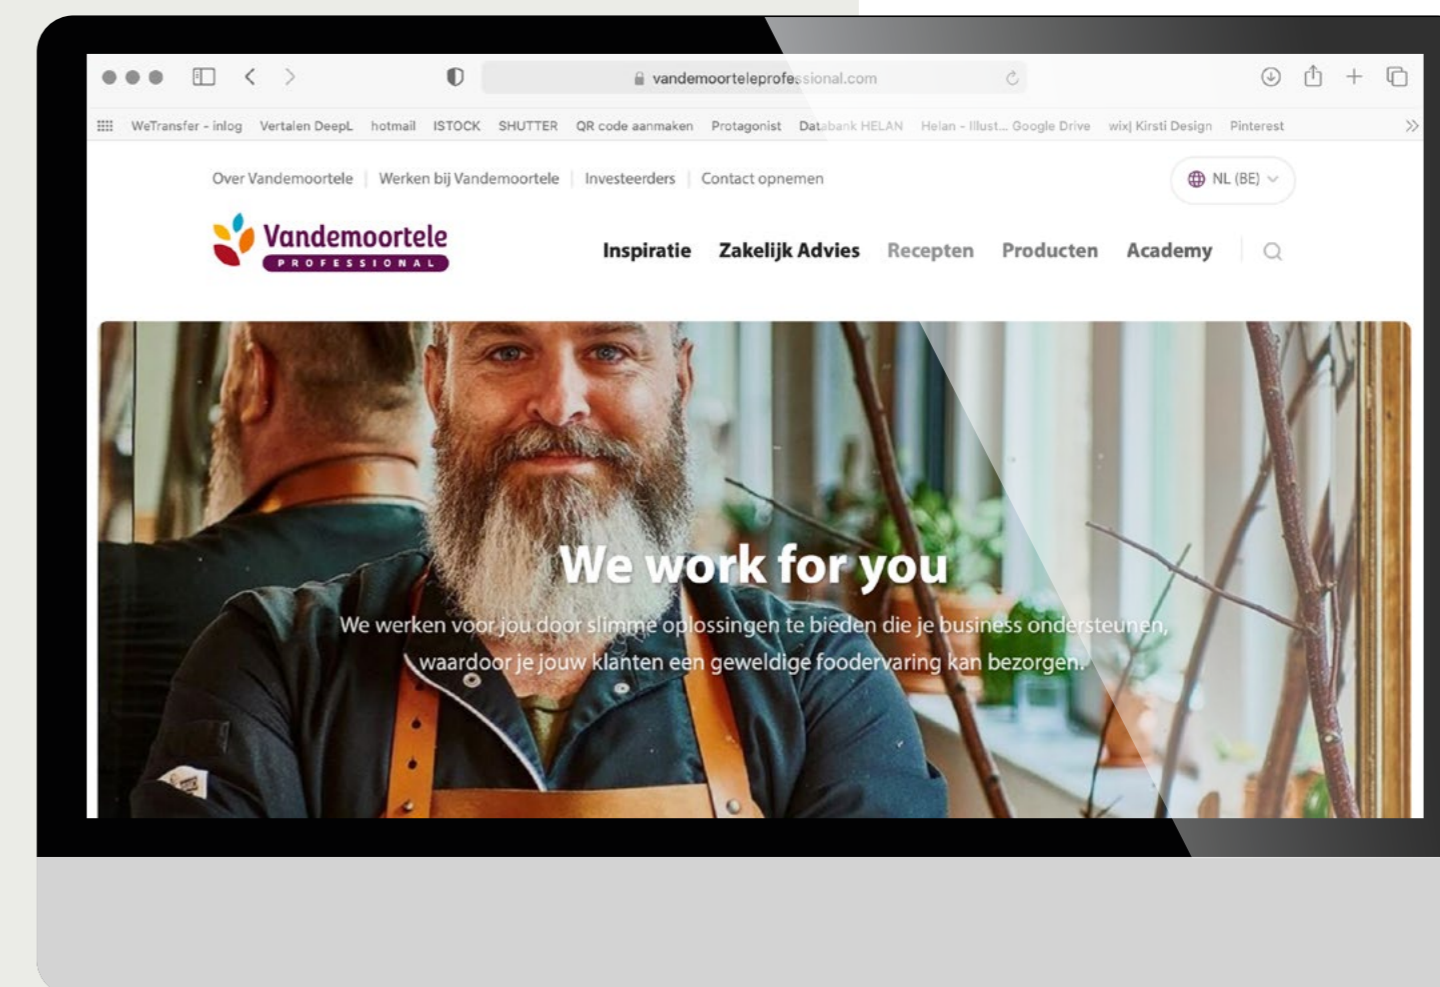 vandemoorteleprofessional.com
WeTransfer - inlog Vertalen DeepL hotmail ISTOCK SHUTTER QR code aanmaken Protagonist Databank HELAN Helan - Illust... Google Drive wix| Kirsti Design Pinterest
Over Vandemoortele Werken bij Vandemoortele Investeerders Contact opnemen NL (BE)
Vandemoortele
PROFESSIONAL
Inspiratie Zakelijk Advies Recepten Producten Academy
We work for you
We werken voor jou door slimme oplossingen te bieden die je business ondersteunen,
waardoor je jouw klanten een geweldige foodervaring kan bezorgen.